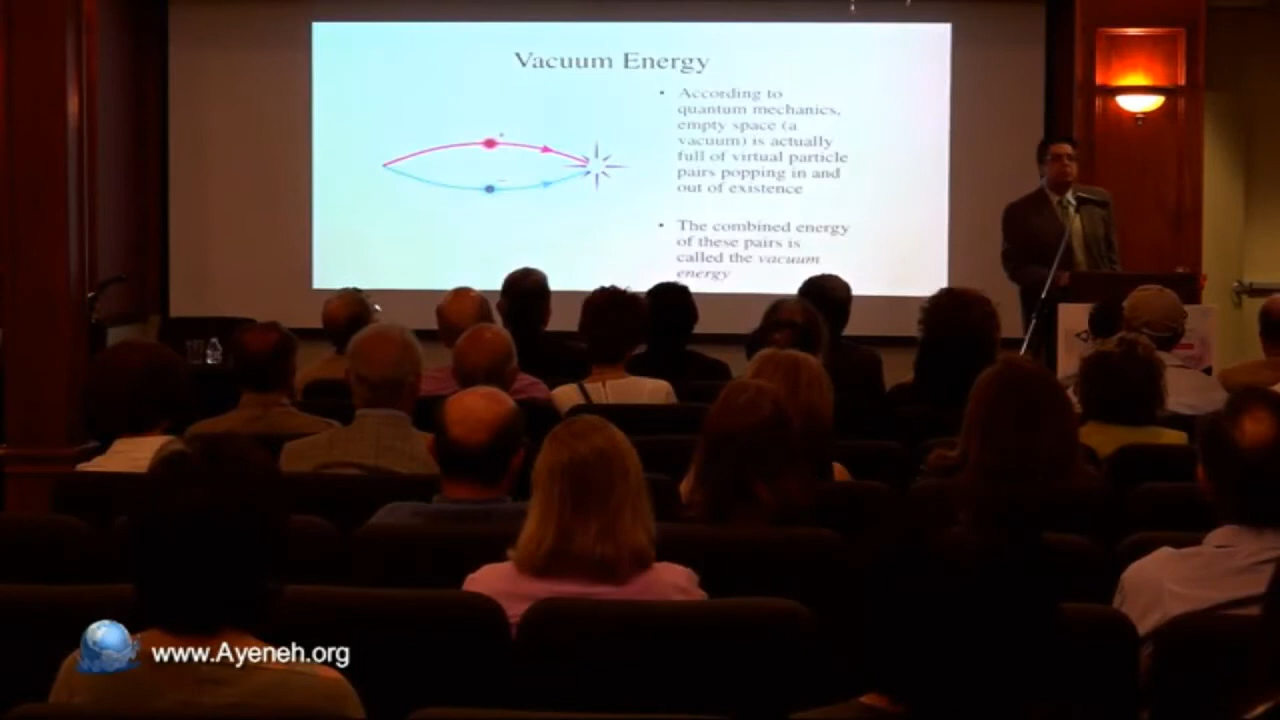 Vacuum Energy
• According to
quantum mechanics,
empty space (a
vacuum) is actually
full of virtual particle
pairs popping in and
out of existence
• The combined energy
of these pairs is
called the vacuum
energy
www.Ayeneh.org